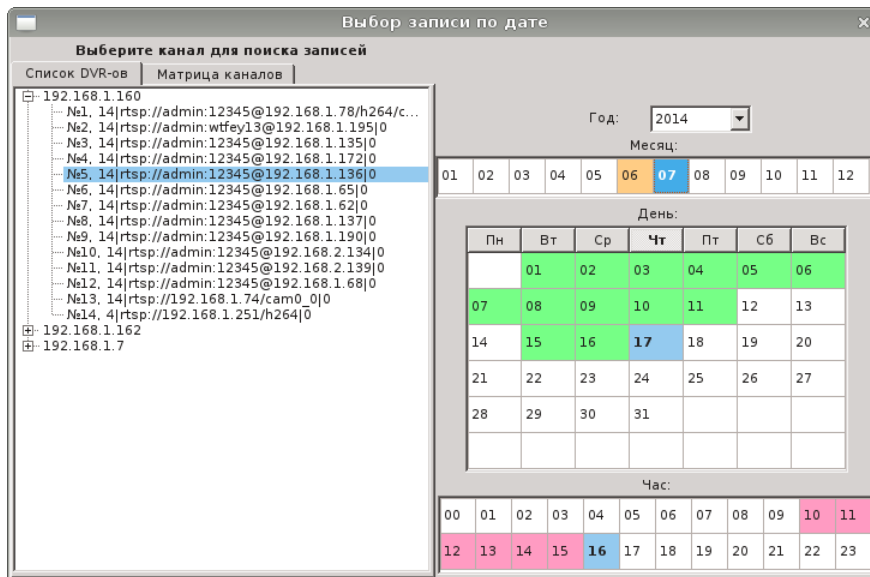 Выбор записи по дате
Выберите канал для поиска записей
Список DVR-ов Матрица каналов
192.168.1.160
№1, 14|rtsp://admin:12345@192.168.1.78/h264/c...
№2, 14|rtsp://admin:wtfey13@192.168.1.195|0
№3, 14|rtsp://admin:12345@192.168.1.135|0
№4, 14|rtsp://admin:12345@192.168.1.172|0
№5, 14|rtsp://admin:12345@192.168.1.136|0
№6, 14|rtsp://admin:12345@192.168.1.65|0
№7, 14|rtsp://admin:12345@192.168.1.62|0
№8, 14|rtsp://admin:12345@192.168.1.137|0
№9, 14|rtsp://admin:12345@192.168.1.190|0
№10, 14|rtsp://admin:12345@192.168.2.134|0
№11, 14|rtsp://admin:12345@192.168.2.139|0
№12, 14|rtsp://admin:12345@192.168.1.68|0
№13, 14|rtsp://192.168.1.74/cam0_0|0
№14, 4|rtsp://192.168.1.251/h264|0
192.168.1.162
192.168.1.7
Год: 2014
Месяц:
01 02 03 04 05 06 07 08 09 10 11 12
День:
Пн Вт Ср Чт Пт Сб Вс
01 02 03 04 05 06
07 08 09 10 11 12 13
14 15 16 17 18 19 20
21 22 23 24 25 26 27
28 29 30 31
Час:
00 01 02 03 04 05 06 07 08 09 10 11
12 13 14 15 16 17 18 19 20 21 22 23